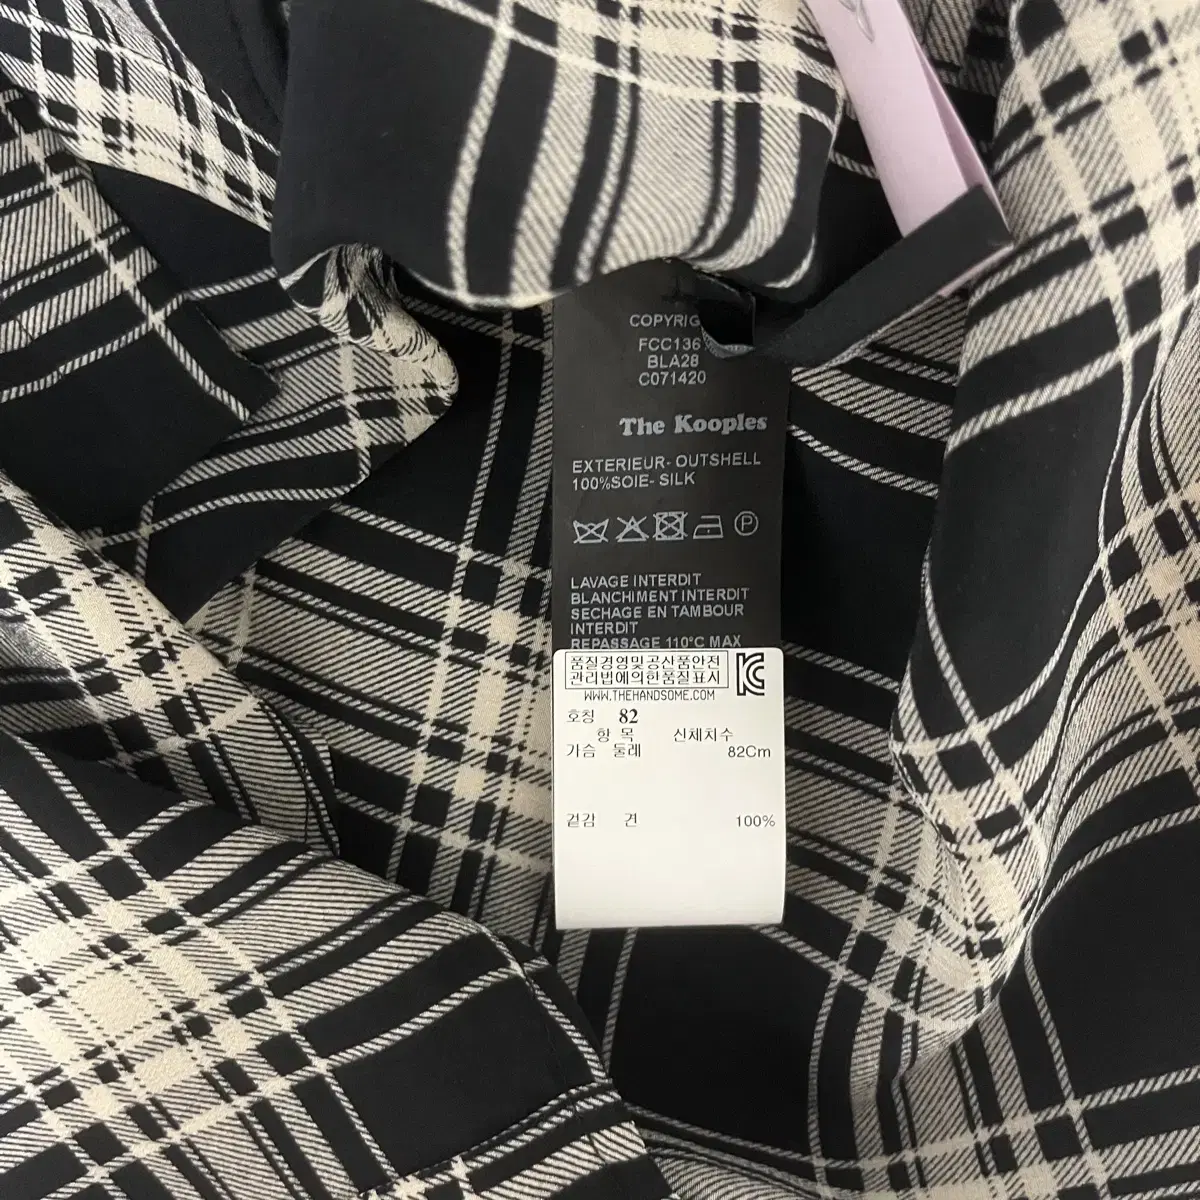 COPYRIG
FCC136
BLA28
C071420
The Kooples
EXTERIEUR- OUTSHELL
100%SOIE- SILK
P
LAVAGE INTERDIT
BLANCHIMENT INTERDIT
SECHAGE EN TAMBOUR
INTERDIT
REPASSAGE 110°C MAX
품질경영및공산품안전
관리법에의한품질표시
WWW.THEHANDSOME.COM
호칭 82
항 목 신체치수
가슴 둘레 82Cm
겉감 견 100%